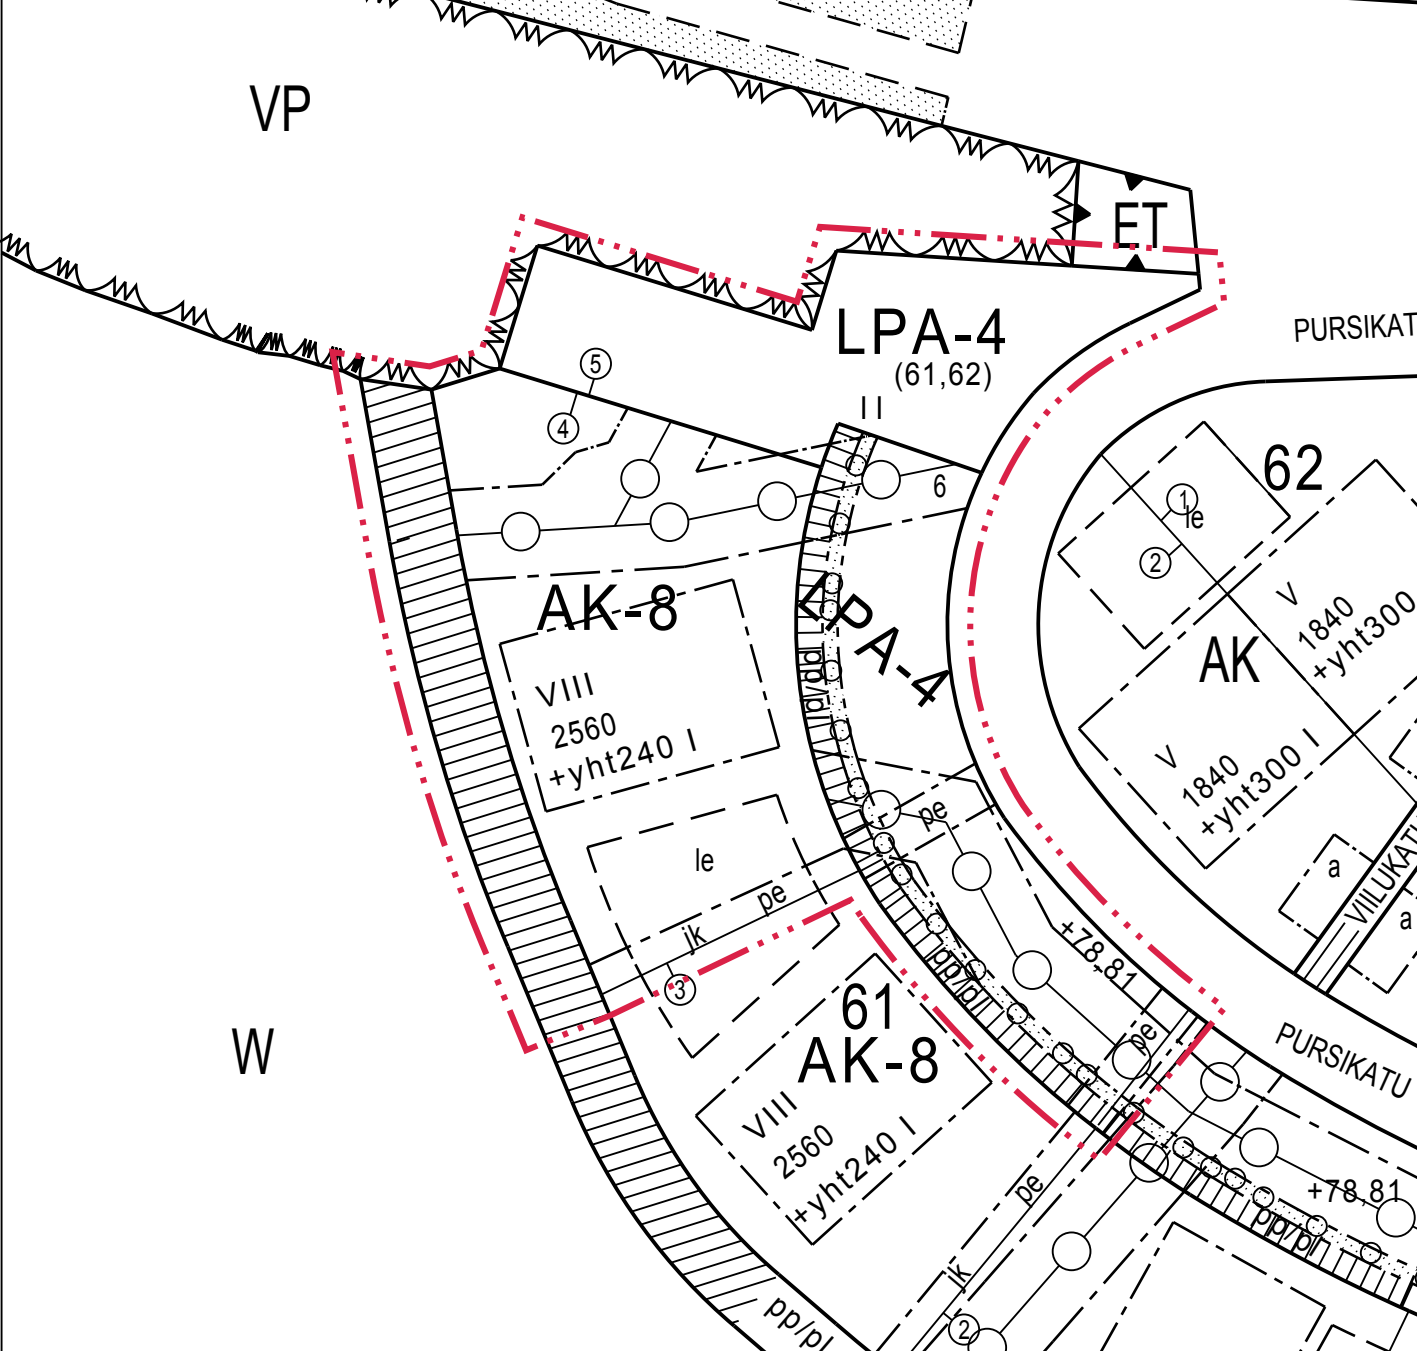 VP
ET
LPA-4
(61,62)
I I
PURSIKAT
5
4
6
62
1
le
2
V
1840
+yht300
AK
V
1840
+yht300 I
AK-8
VIII
2560
+yht240 I
LPA-4
pp/pl
le
pe
jk
pe
3
a
a
VIILUKATU
+78,81
pp/pl
pe
61
AK-8
VIII
2560
+yht240 I
W
PURSIKATU
pe
jk
2
+78,81
pp/pl
pp/pl